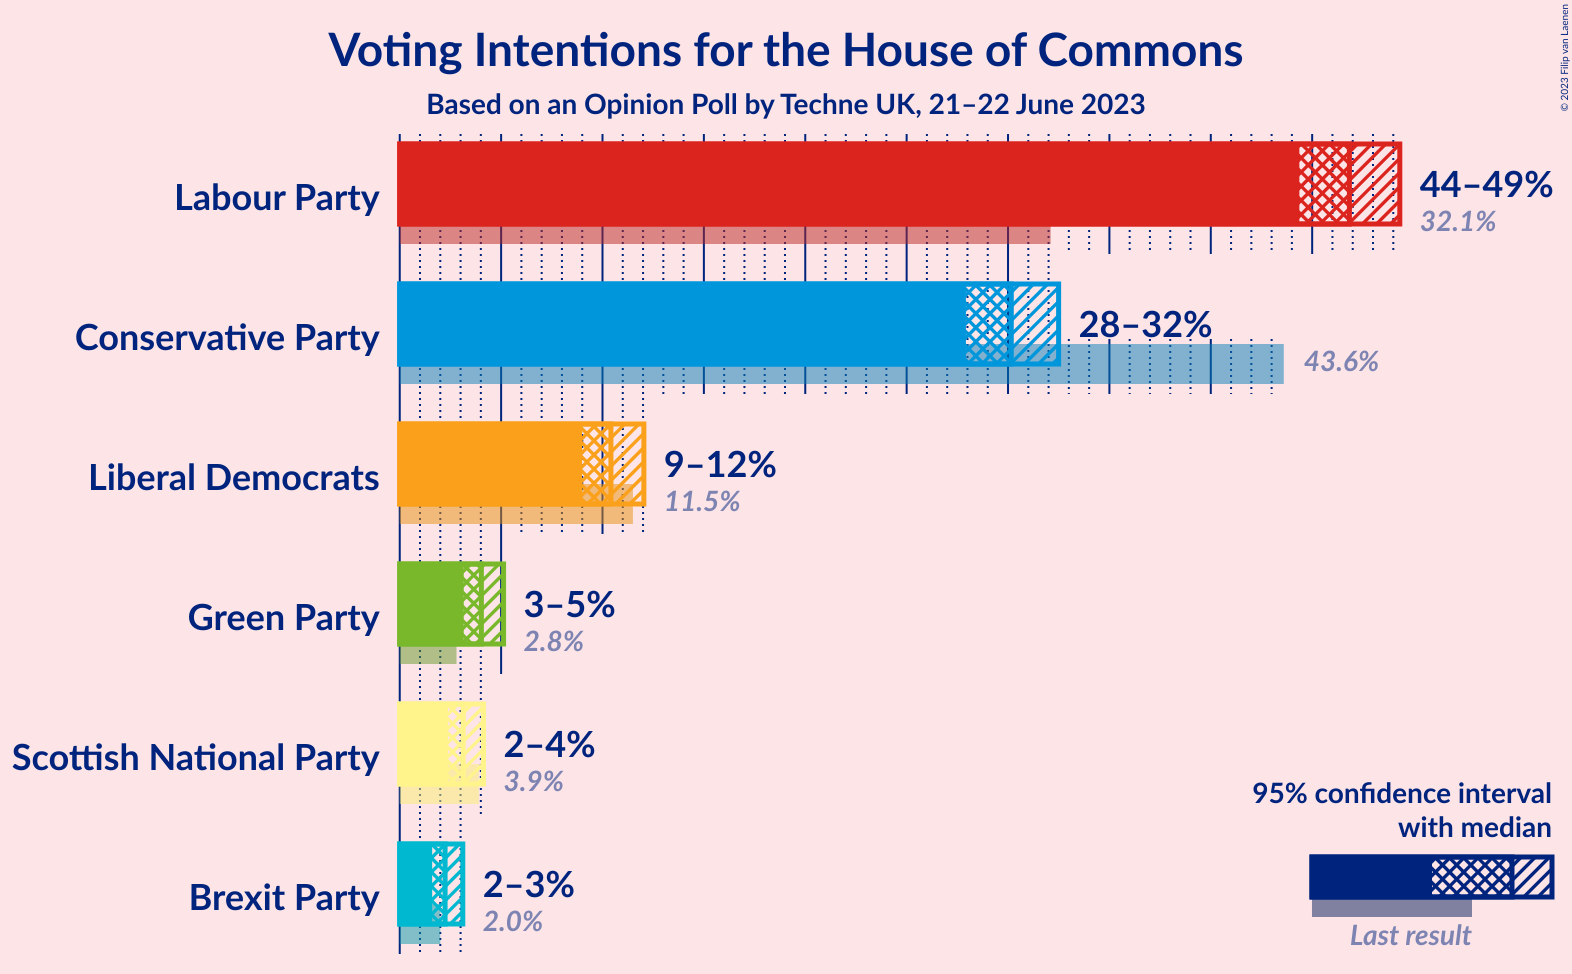 Voting Intentions for the House of Commons
Based on an Opinion Poll by Techne UK, 21–22 June 2023
© 2023 Filip van Laenen
Labour Party
44–49%
32.1%
Conservative Party
28–32%
43.6%
Liberal Democrats
9–12%
11.5%
Green Party
3–5%
2.8%
Scottish National Party
2–4%
3.9%
Brexit Party
2–3%
2.0%
95% confidence interval
with median
Last result